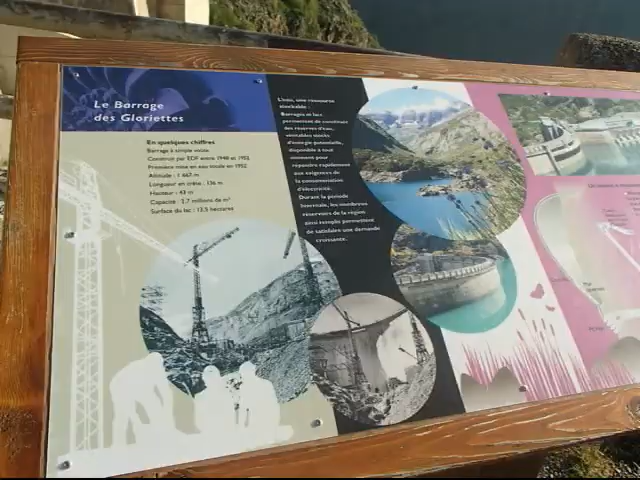 Le Barrage
des Gloriettes
En quelques chiffres
Barrage à simple voûte
Construit par EDF entre 1948 et 1951
Première mise en eau totale en 1952
Altitude : 1 667 m
Longueur en crête : 136 m
Hauteur : 43 m
Capacité : 2,7 millions de m³
Surface du lac : 13,5 hectares
L'eau, une ressource
stockable :
Barrages et lacs
permettent de constituer
des réserves d'eau,
véritables stocks
d'énergie potentielle,
disponible à tout
moment pour
répondre rapidement
aux exigences de
la consommation
d'électricité.
Durant la période
hivernale, les nombreux
réservoirs de la région
ainsi remplis permettent
de satisfaire une demande
croissante.